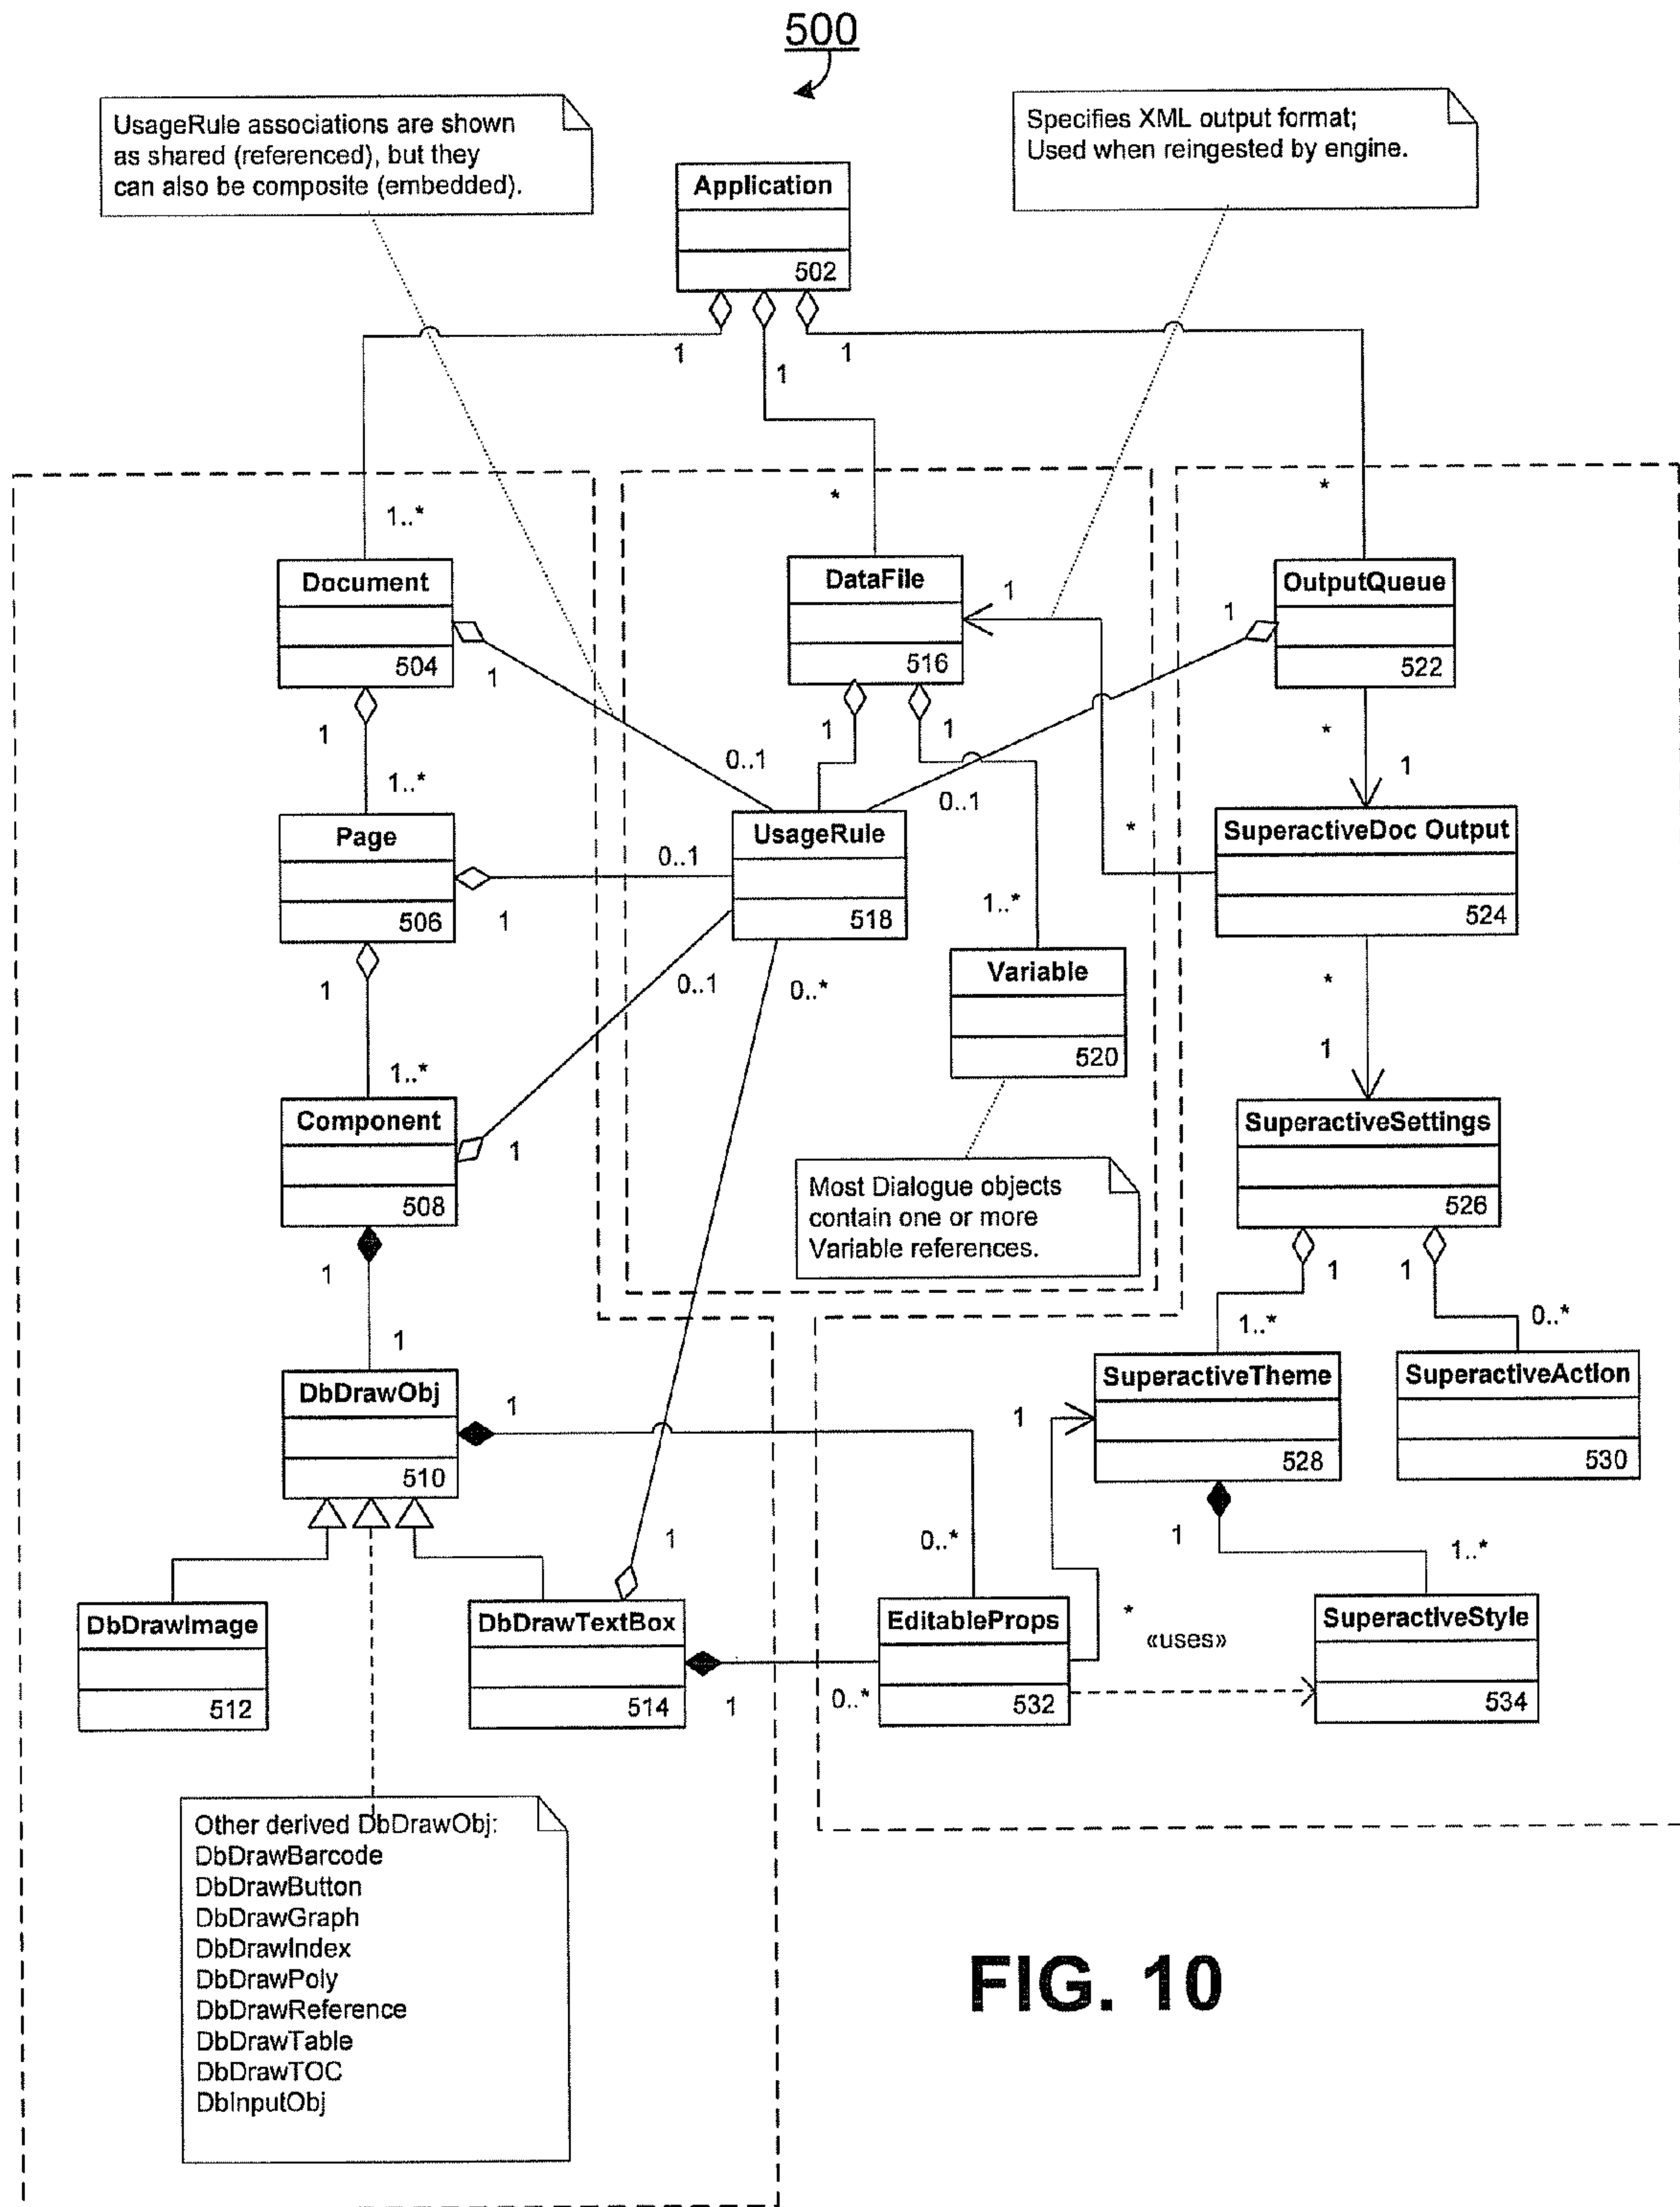 500
UsageRule associations are shown
as shared (referenced), but they
can also be composite (embedded).
Specifies XML output format;
Used when reingested by engine.
Application
502
1
1
1
1..*
*
*
Document
504
1
DataFile
516
1
OutputQueue
522
1
1
1..*
1
1
0..1
0..1
*
1
Page
506
1
0..1
UsageRule
518
0..1
0..*
1..*
*
SuperactiveDoc Output
524
Variable
520
1
1..*
*
1
Component
508
1
Most Dialogue objects
contain one or more
Variable references.
SuperactiveSettings
526
1
1
1
1
1..*
0..*
DbDrawObj
510
1
SuperactiveTheme
528
1
SuperactiveAction
530
1
0..*
1
1..*
DbDrawImage
512
DbDrawTextBox
514
1
0..*
EditableProps
532
*
«uses»
SuperactiveStyle
534
Other derived DbDrawObj:
DbDrawBarcode
DbDrawButton
DbDrawGraph
DbDrawIndex
DbDrawPoly
DbDrawReference
DbDrawTable
DbDrawTOC
DbInputObj
FIG. 10